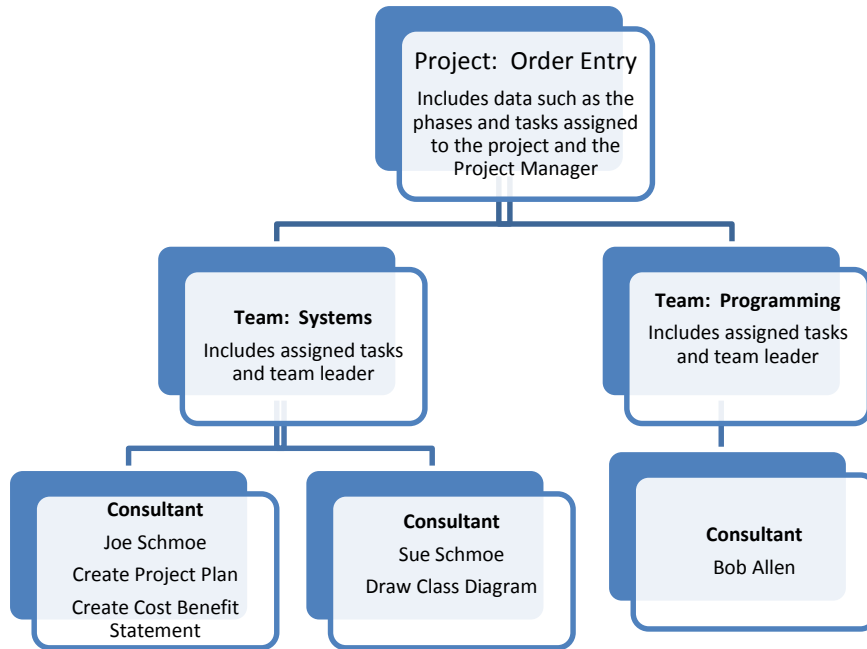 Project:  Order Entry
Includes data such as the
phases and tasks assigned
to the project and the
Project Manager
Team:  Systems
Includes assigned tasks
and team leader
Team:  Programming
Includes assigned tasks
and team leader
Consultant
Joe Schmoe
Create Project Plan
Create Cost Benefit
Statement
Consultant
Sue Schmoe
Draw Class Diagram
Consultant
Bob Allen